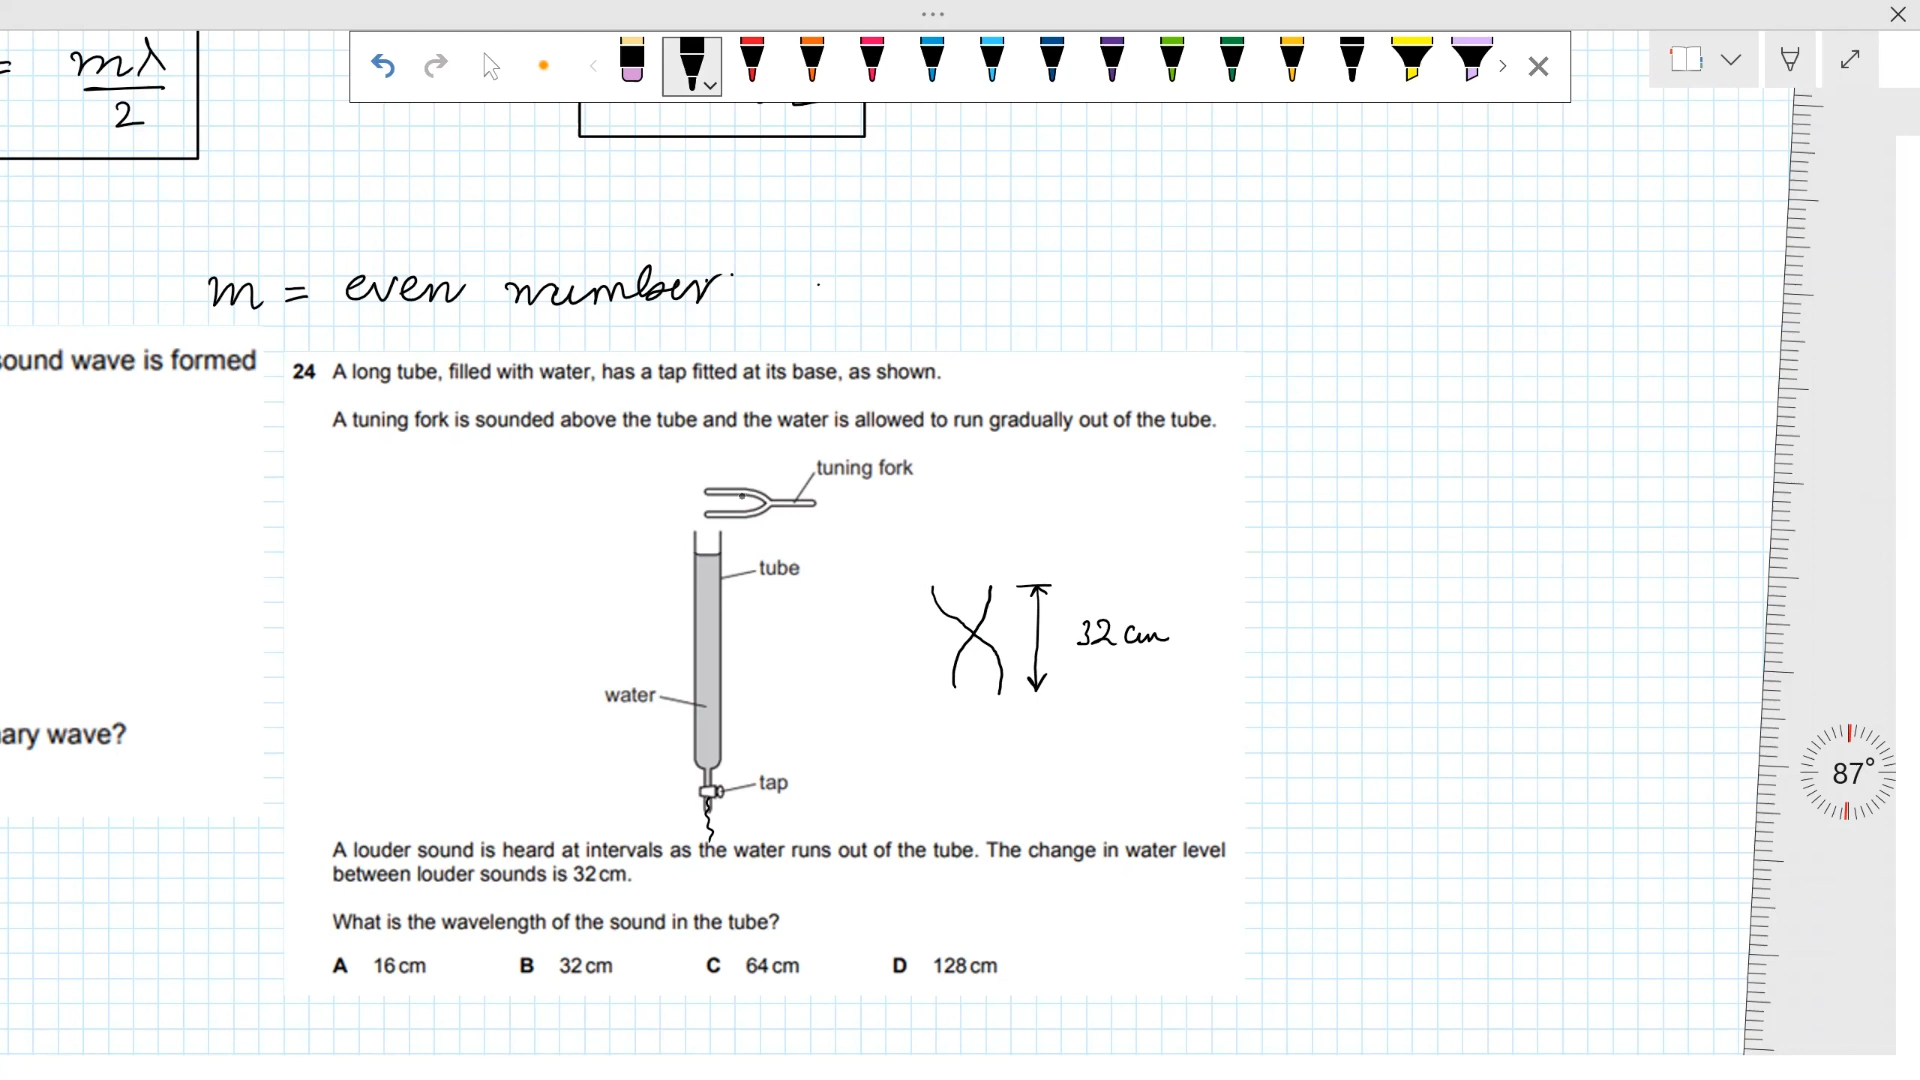 = mλ
2
m = even number
sound wave is formed
24 A long tube, filled with water, has a tap fitted at its base, as shown.
A tuning fork is sounded above the tube and the water is allowed to run gradually out of the tube.
tuning fork
tube
32 cm
water
ary wave?
tap
87°
A louder sound is heard at intervals as the water runs out of the tube. The change in water level
between louder sounds is 32 cm.
What is the wavelength of the sound in the tube?
A 16 cm B 32 cm C 64 cm D 128 cm